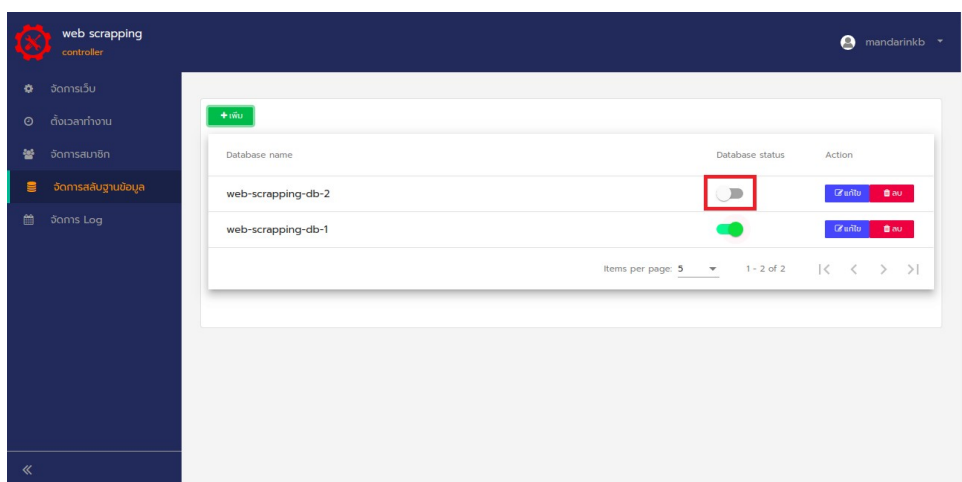 web scrapping
controller
mandarinkb
จัดการเว็บ
ตั้งเวลาทำงาน
จัดการสมาชิก
จัดการสลับฐานข้อมูล
จัดการ Log
+เพิ่ม
Database name Database status Action
web-scrapping-db-2 แก้ไข ลบ
web-scrapping-db-1 แก้ไข ลบ
Items per page: 5 1 - 2 of 2